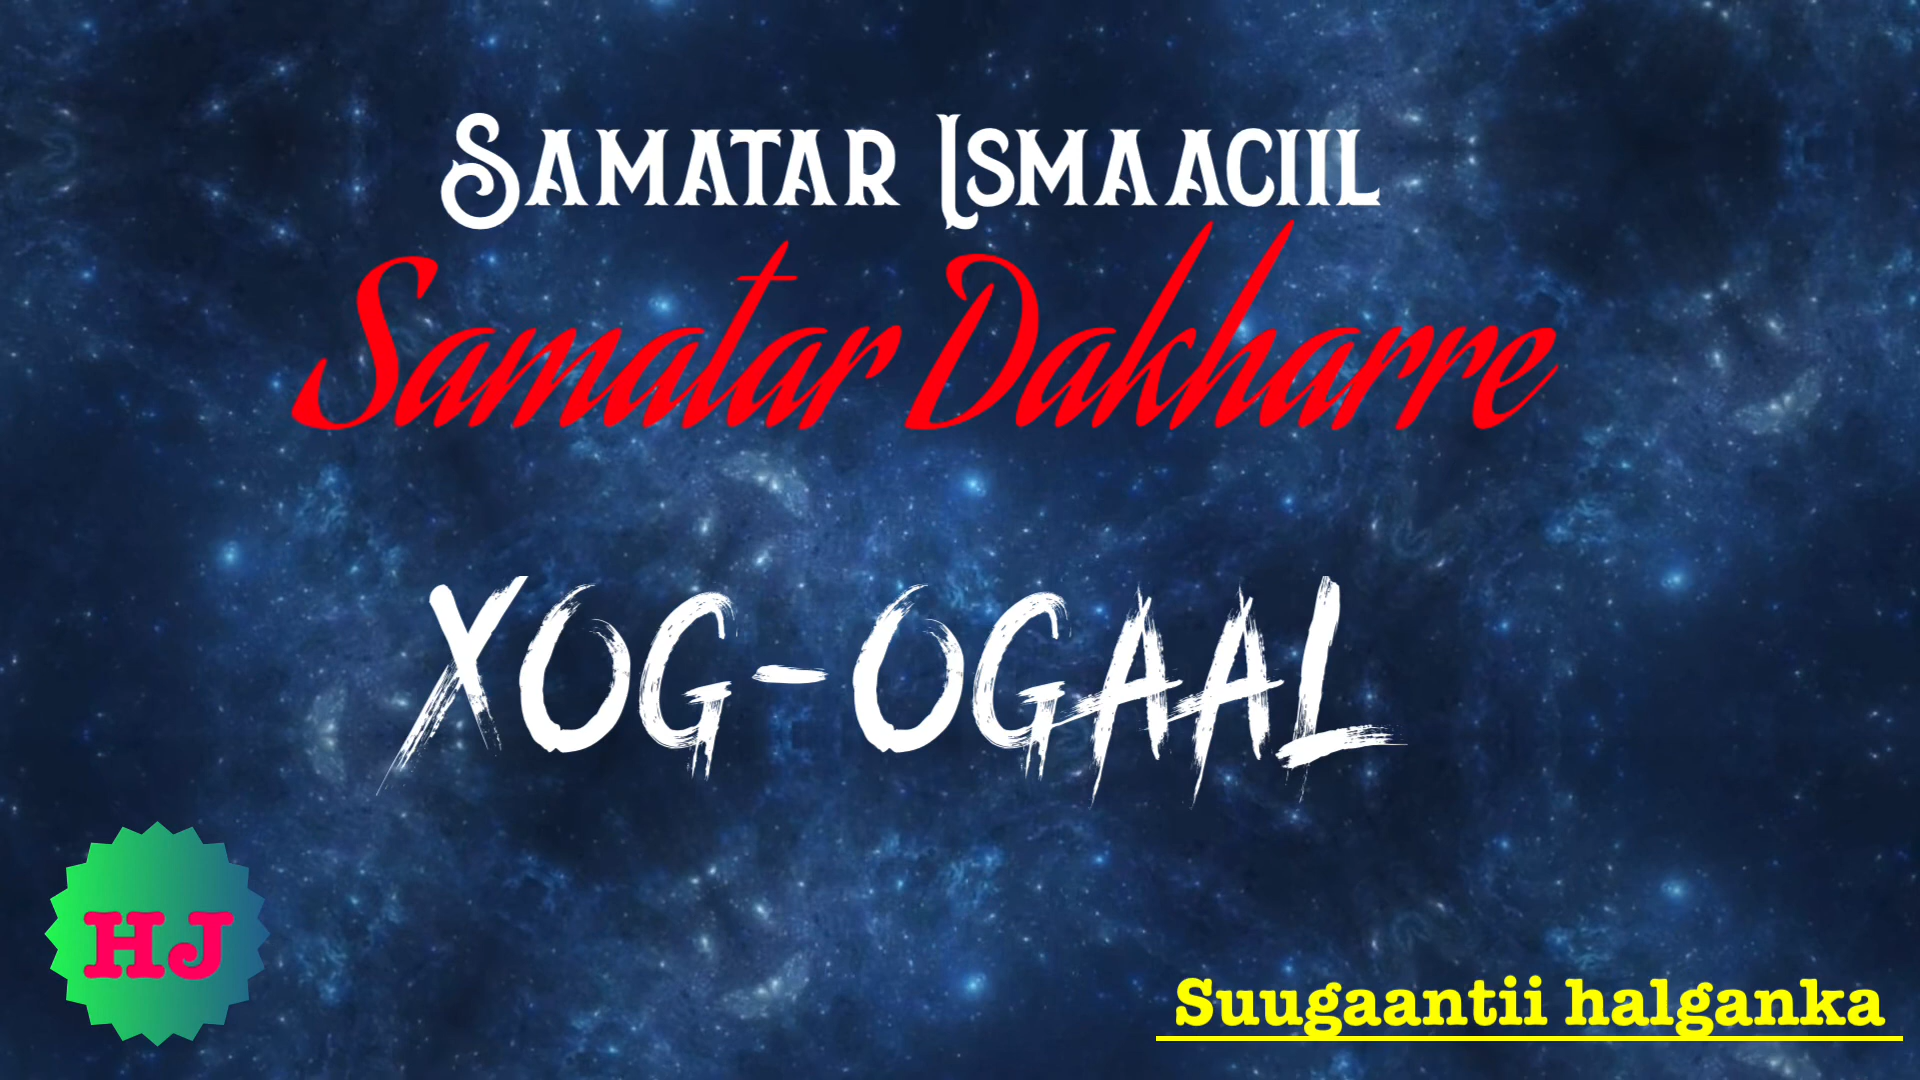 Samatar Ismaaciil
Samatar Dakharre
XOG-OGAAL
HJ
Suugaantii halganka